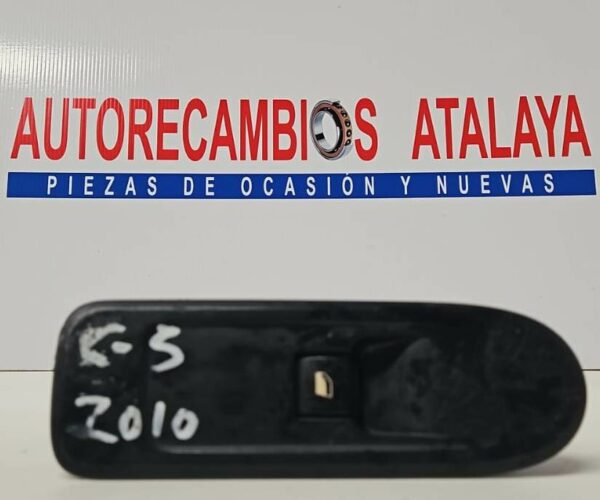 AUTORECAMBIOS ATALAYA
PIEZAS DE OCASIÓN Y NUEVAS
C-5
2010